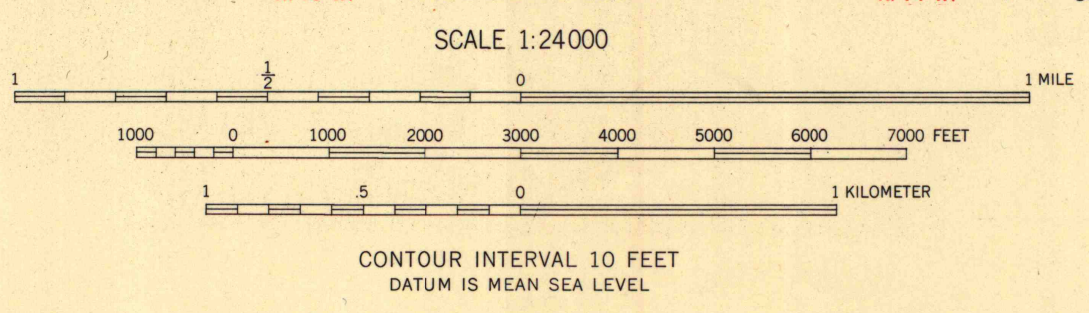 SCALE 1:24000
1 1/2 0 1 MILE
1000 0 1000 2000 3000 4000 5000 6000 7000 FEET
1 .5 0 1 KILOMETER
CONTOUR INTERVAL 10 FEET
DATUM IS MEAN SEA LEVEL